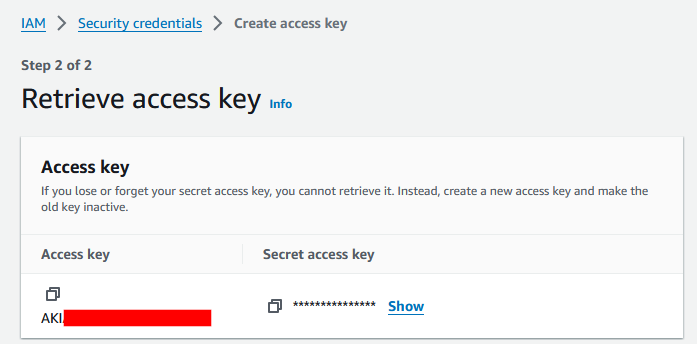 IAM > Security credentials > Create access key
Step 2 of 2
Retrieve access key Info
Access key
If you lose or forget your secret access key, you cannot retrieve it. Instead, create a new access key and make the
old key inactive.
Access key Secret access key
*************** Show
AKI